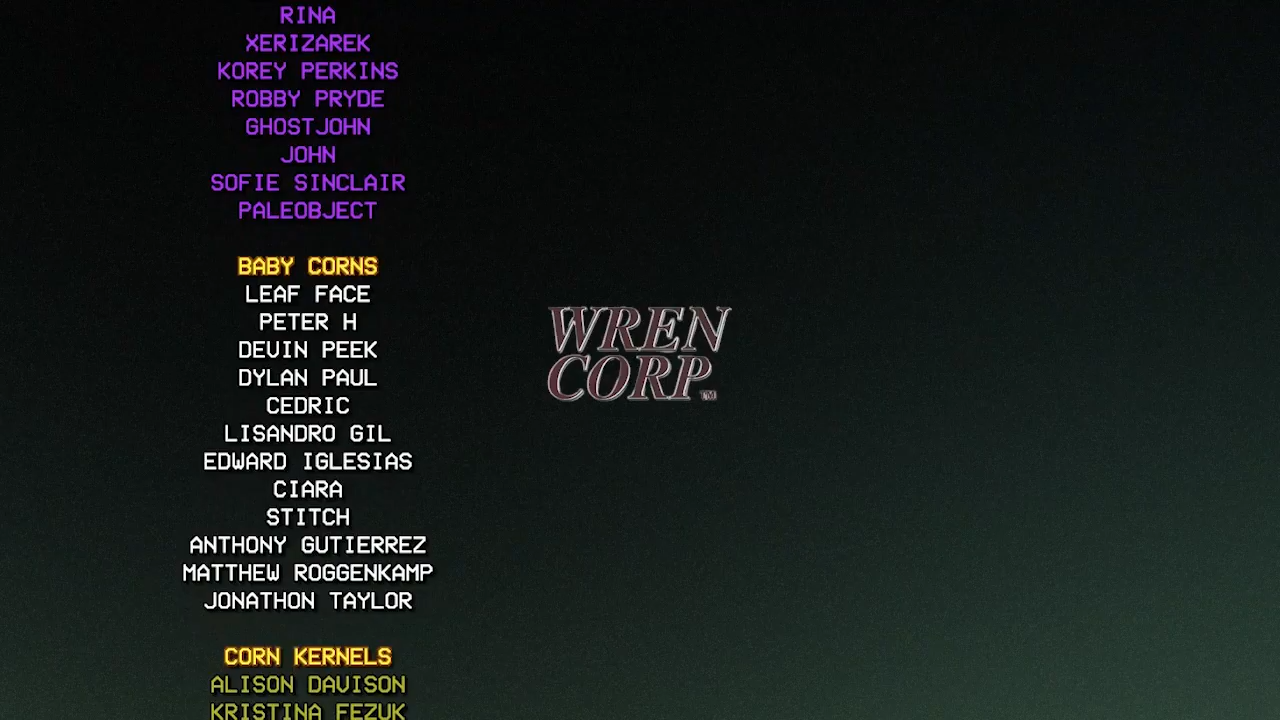 RINA
XERIZAREK
KOREY PERKINS
ROBBY PRYDE
GHOSTJOHN
JOHN
SOFIE SINCLAIR
PALEOBJECT
BABY CORNS
LEAF FACE
PETER H
DEVIN PEEK
DYLAN PAUL
CEDRIC
LISANDRO GIL
EDWARD IGLESIAS
CIARA
STITCH
ANTHONY GUTIERREZ
MATTHEW ROGGENKAMP
JONATHON TAYLOR
CORN KERNELS
ALISON DAVISON
KRISTINA FEZUK
WREN
CORP.™